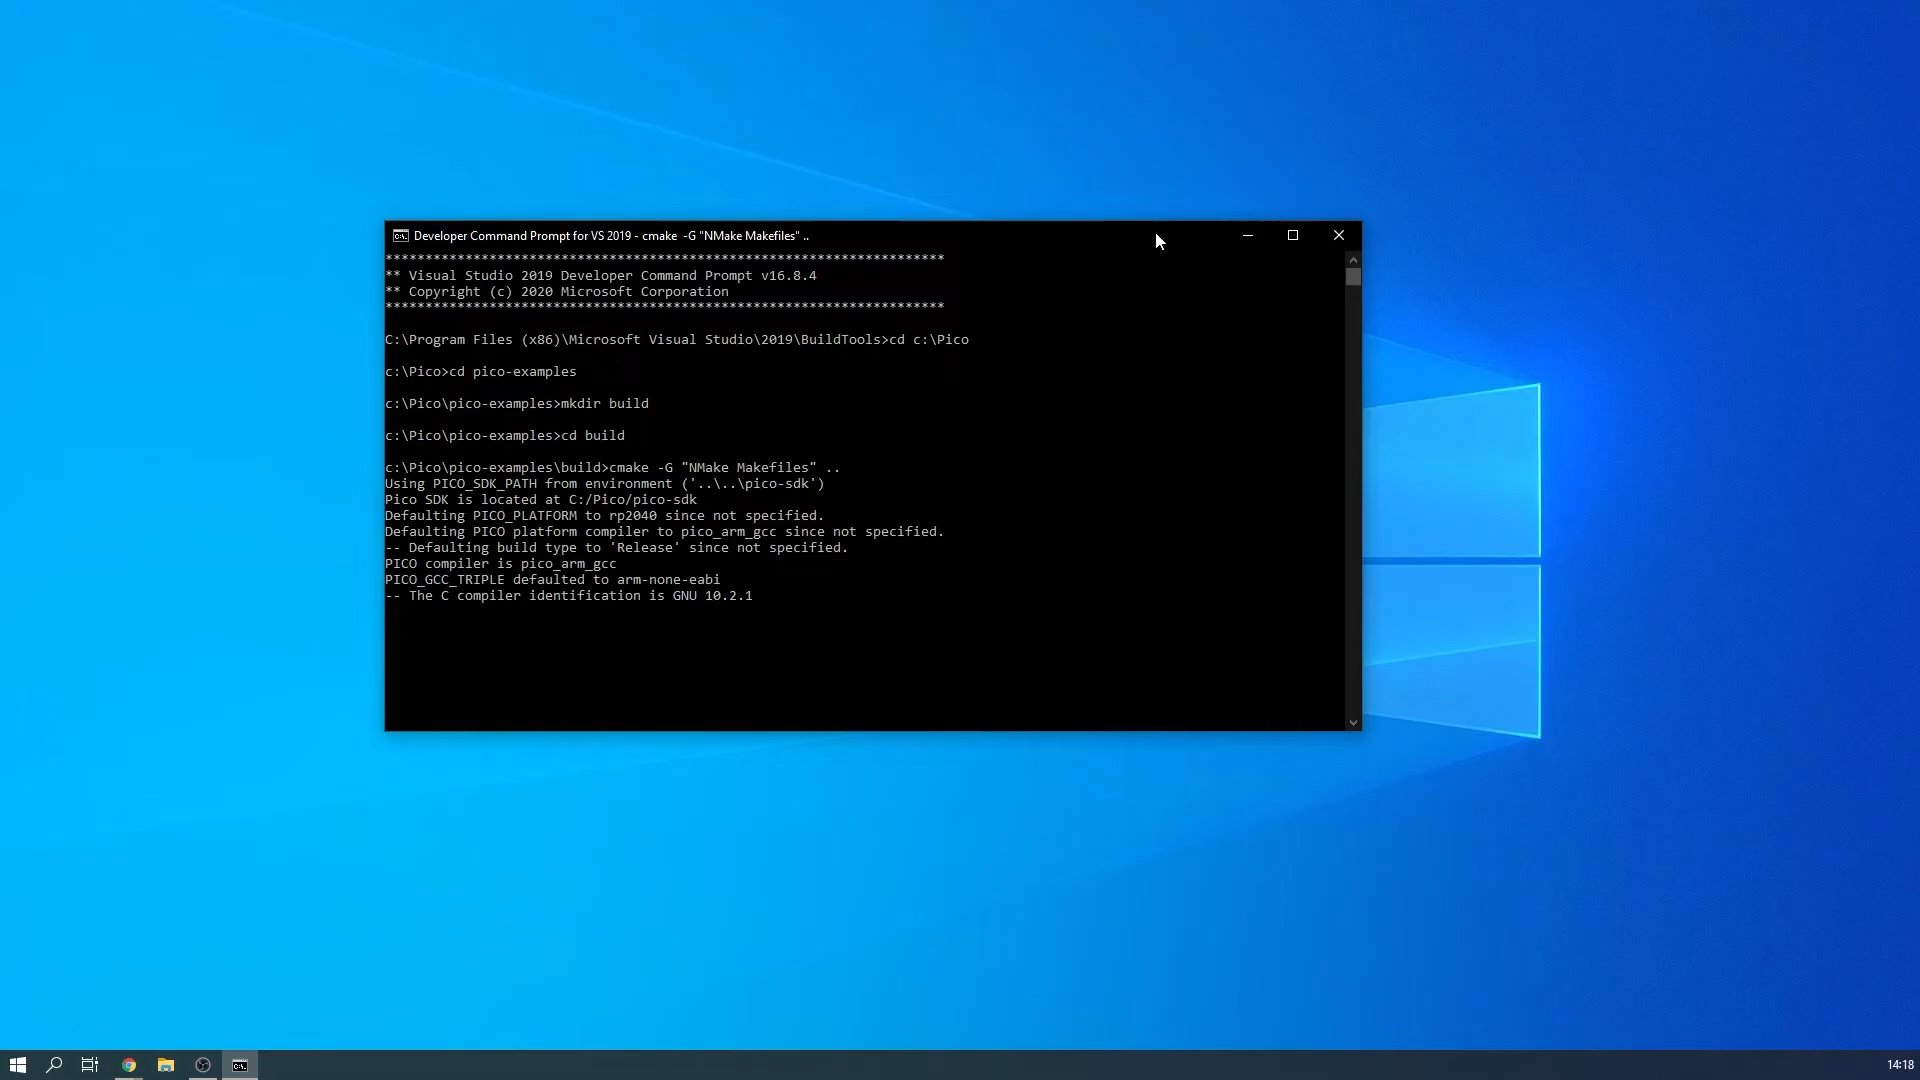 Developer Command Prompt for VS 2019 - cmake  -G "NMake Makefiles" ..
**********************************************************************
** Visual Studio 2019 Developer Command Prompt v16.8.4
** Copyright (c) 2020 Microsoft Corporation
**********************************************************************
C:\Program Files (x86)\Microsoft Visual Studio\2019\BuildTools>cd c:\Pico
c:\Pico>cd pico-examples
c:\Pico\pico-examples>mkdir build
c:\Pico\pico-examples>cd build
c:\Pico\pico-examples\build>cmake -G "NMake Makefiles" ..
Using PICO_SDK_PATH from environment ('..\..\pico-sdk')
Pico SDK is located at C:/Pico/pico-sdk
Defaulting PICO_PLATFORM to rp2040 since not specified.
Defaulting PICO platform compiler to pico_arm_gcc since not specified.
-- Defaulting build type to 'Release' since not specified.
PICO compiler is pico_arm_gcc
PICO_GCC_TRIPLE defaulted to arm-none-eabi
-- The C compiler identification is GNU 10.2.1
14:18